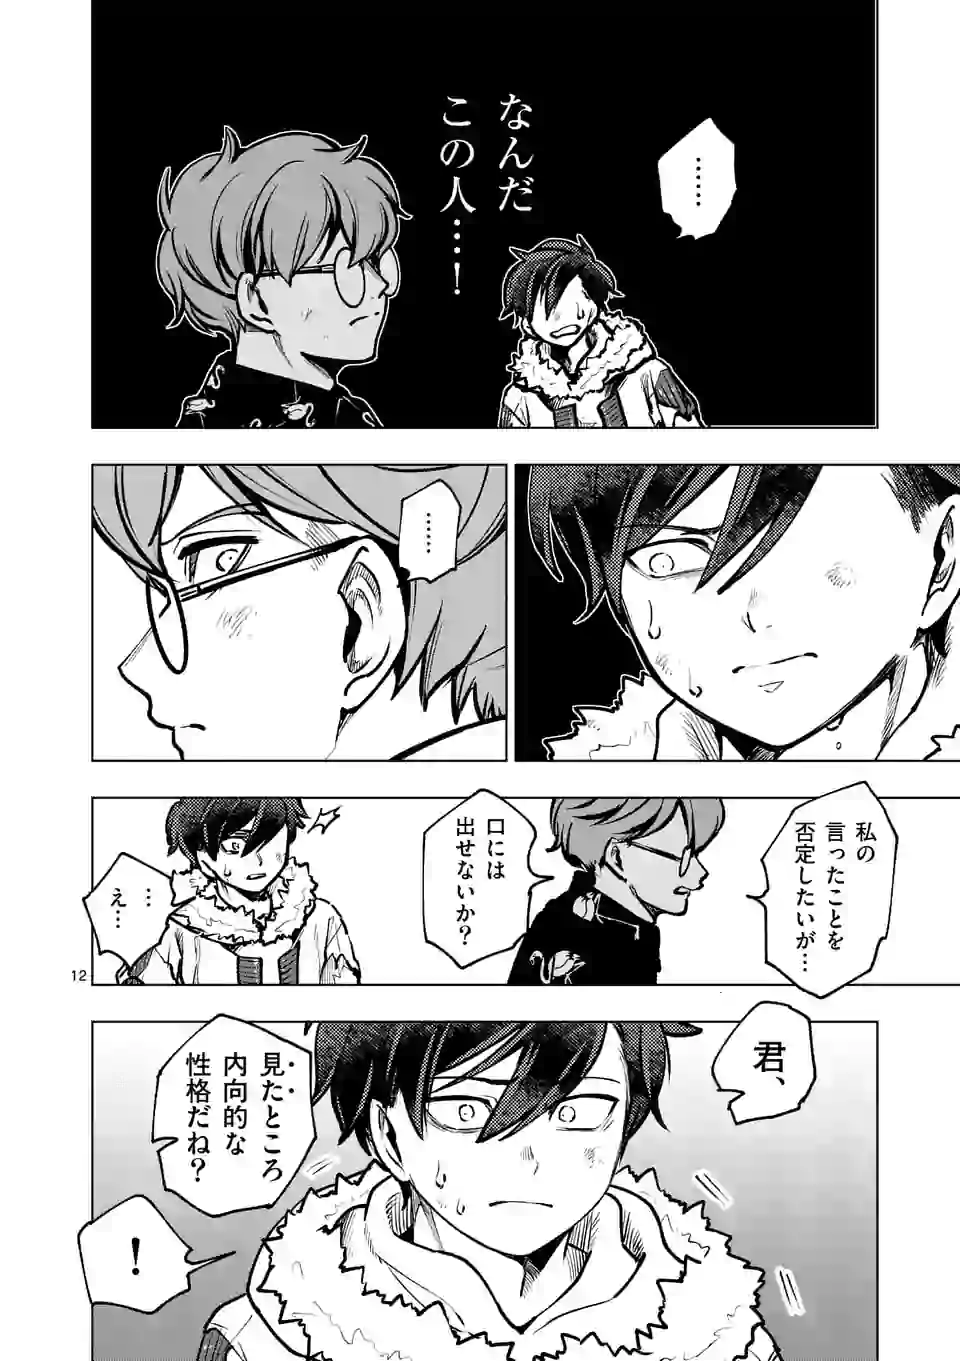 ……
なんだ
この人…！
……
私の
言ったことを
否定したいが…
口には
出せないか？
…
え…
君、
見たところ
内向的な
性格だね？
！
12